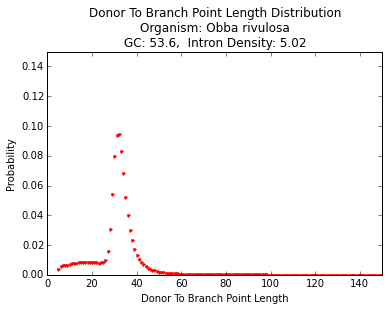 Donor To Branch Point Length Distribution
Organism: Obba rivulosa
GC: 53.6,  Intron Density: 5.02
0.14
0.12
0.10
0.08
0.06
0.04
0.02
0.00
Probability
0 20 40 60 80 100 120 140
Donor To Branch Point Length